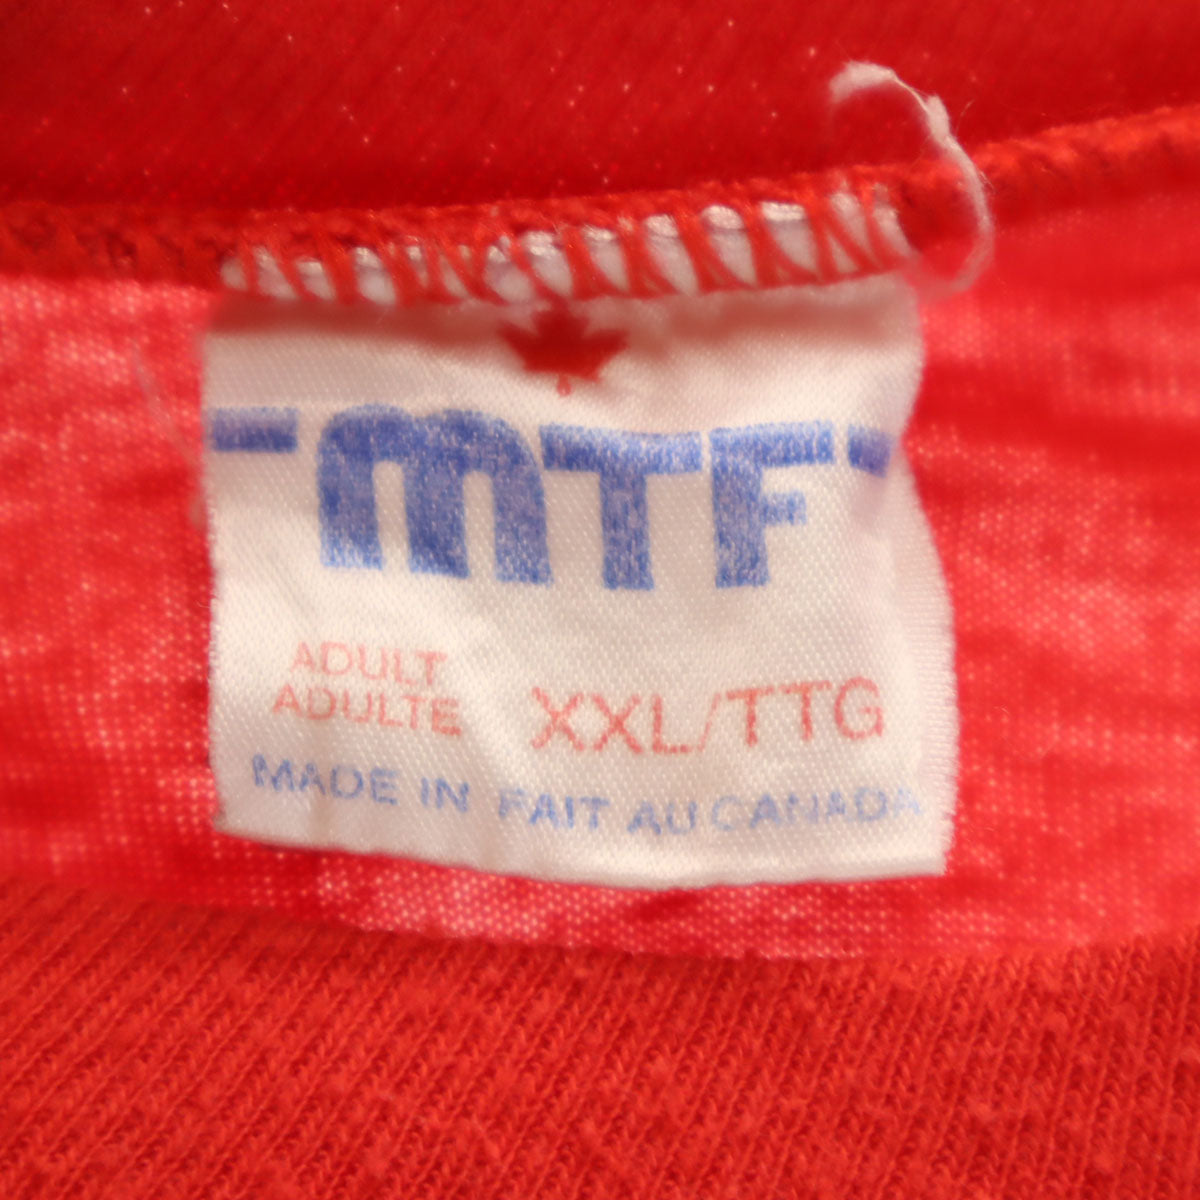 MTF
ADULT
ADULTE XXL/TTG
MADE IN FAIT AU CANADA